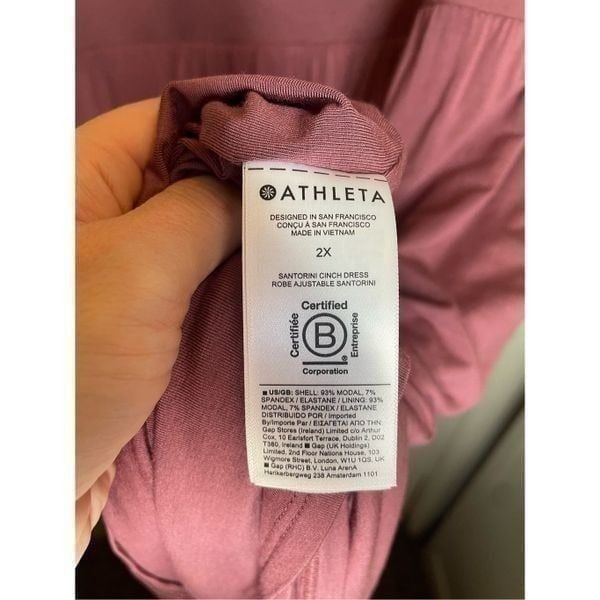 ATHLETA
DESIGNED IN SAN FRANCISCO
CONÇU À SAN FRANCISCO
MADE IN VIETNAM
2X
SANTORINI CINCH DRESS
ROBE AJUSTABLE SANTORINI
Certified
Certifiée
B
Entreprise
Corporation
■ US/GB: SHELL: 93% MODAL, 7%
SPANDEX / ELASTANE / LINING: 93%
MODAL, 7% SPANDEX / ELASTANE
DISTRIBUIDO POR / Imported
By/Importe Par / ΕΙΣΑΓΕΤΑΙ ΑΠΟ ΤΗΝ
Gap Stores (Ireland) Limited c/o Arthur
Cox, 10 Earlsfort Terrace, Dublin 2, D02
T380, Ireland ■ Gap (UK Holdings)
Limited, 2nd Floor Nations House, 103
Wigmore Street, London, W1U 1QS, UK
■ Gap (RHC) B.V. Luna ArenA
Herikerbergweg 238 Amsterdam 1101